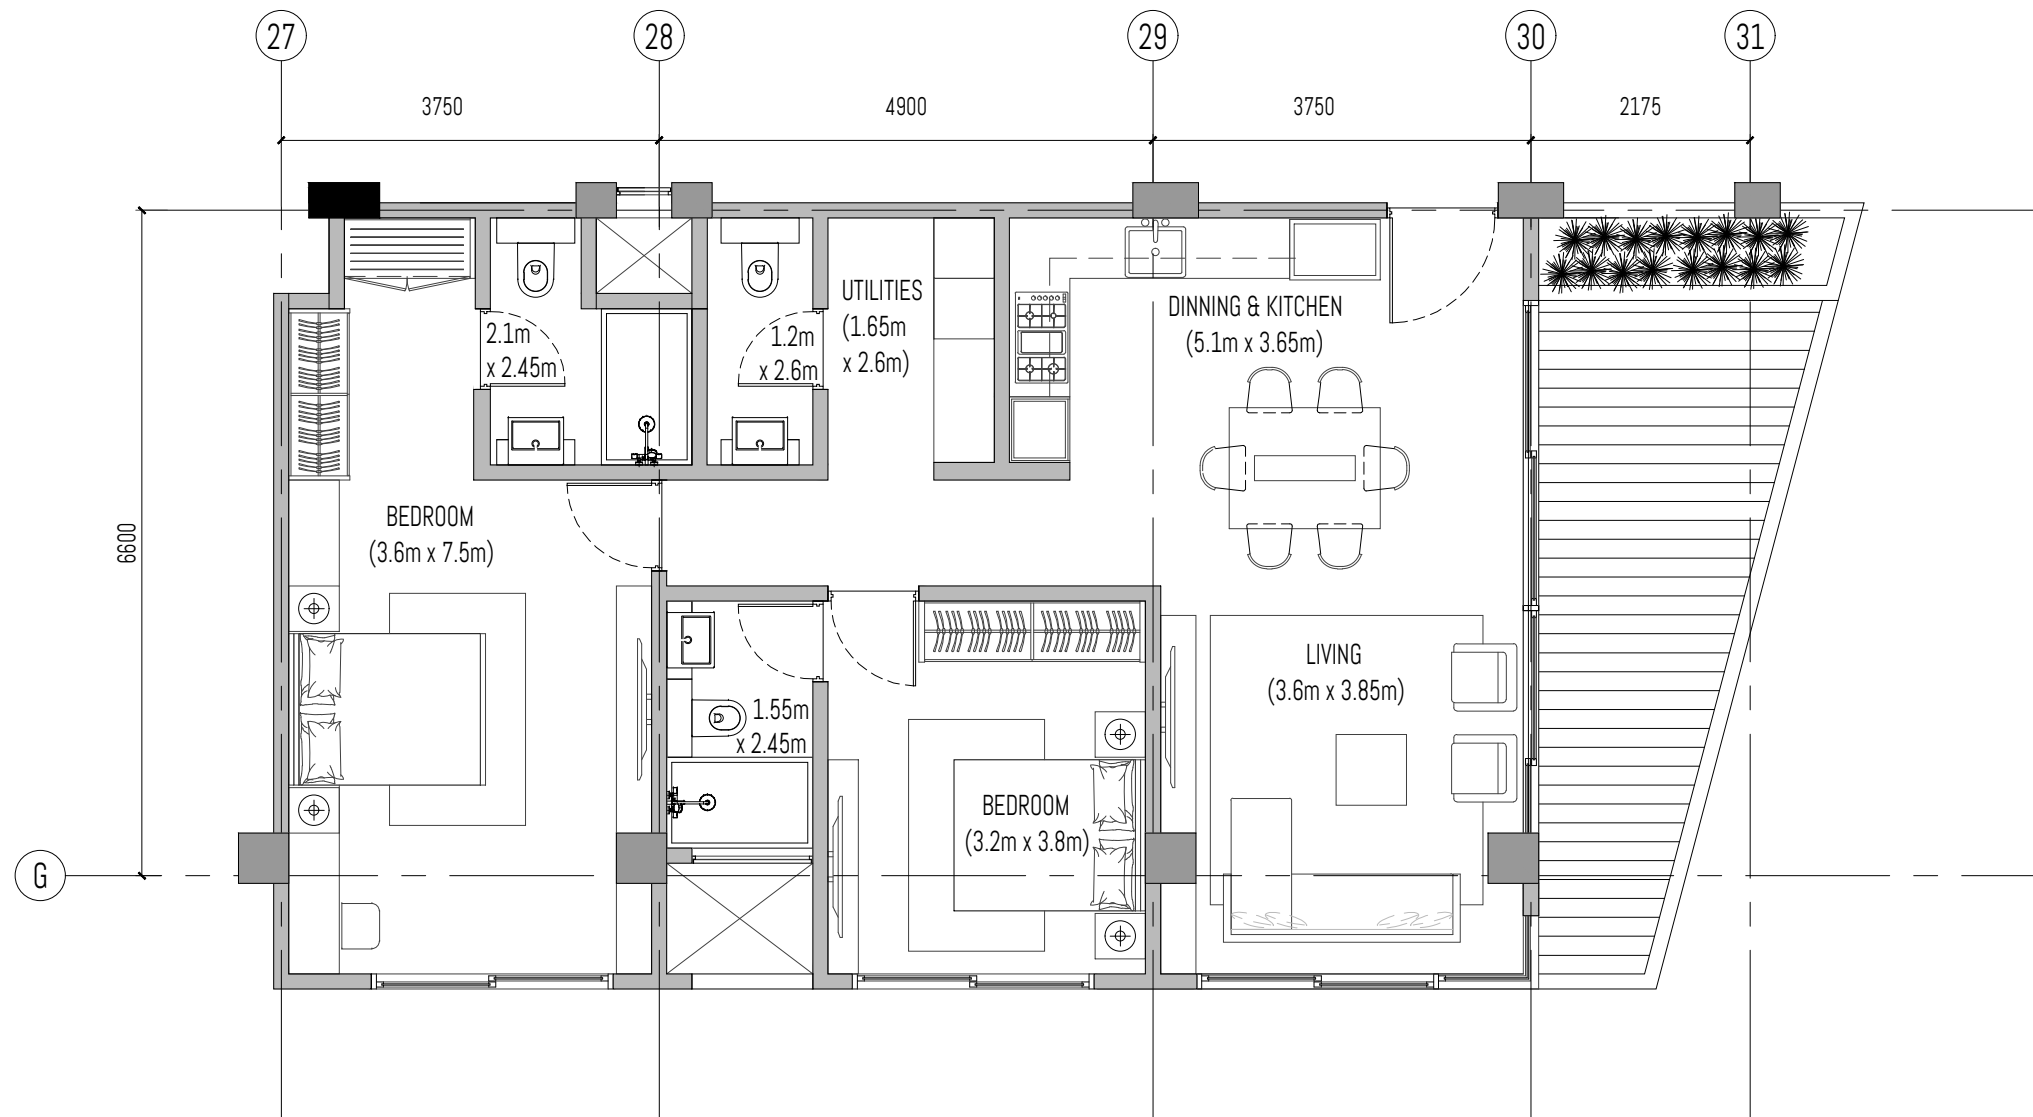 27
28
29
30
31
3750
4900
3750
2175
6600
G
2.1m
x 2.45m
1.2m
x 2.6m
UTILITIES
(1.65m
x 2.6m)
DINNING & KITCHEN
(5.1m x 3.65m)
BEDROOM
(3.6m x 7.5m)
1.55m
x 2.45m
BEDROOM
(3.2m x 3.8m)
LIVING
(3.6m x 3.85m)